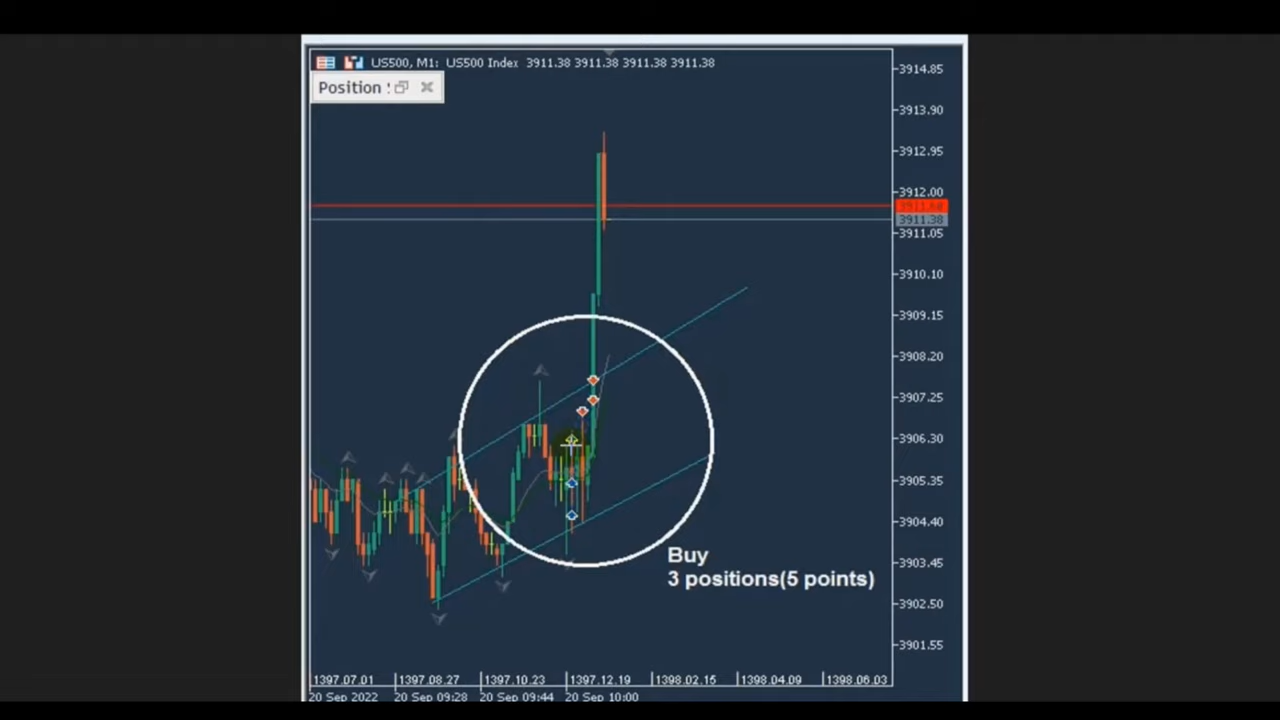 US500, M1: US500 Index 3911.38 3911.38 3911.38 3911.38
Position
3914.85
3913.90
3912.95
3912.00
3911.68
3911.38
3911.05
3910.10
3909.15
3908.20
3907.25
3906.30
3905.35
3904.40
3903.45
3902.50
3901.55
Buy
3 positions(5 points)
1397.07.01 1397.08.27 1397.10.23 1397.12.19 1398.02.15 1398.04.09 1398.06.03
20 Sep 2022 20 Sep 09:28 20 Sep 09:44 20 Sep 10:00